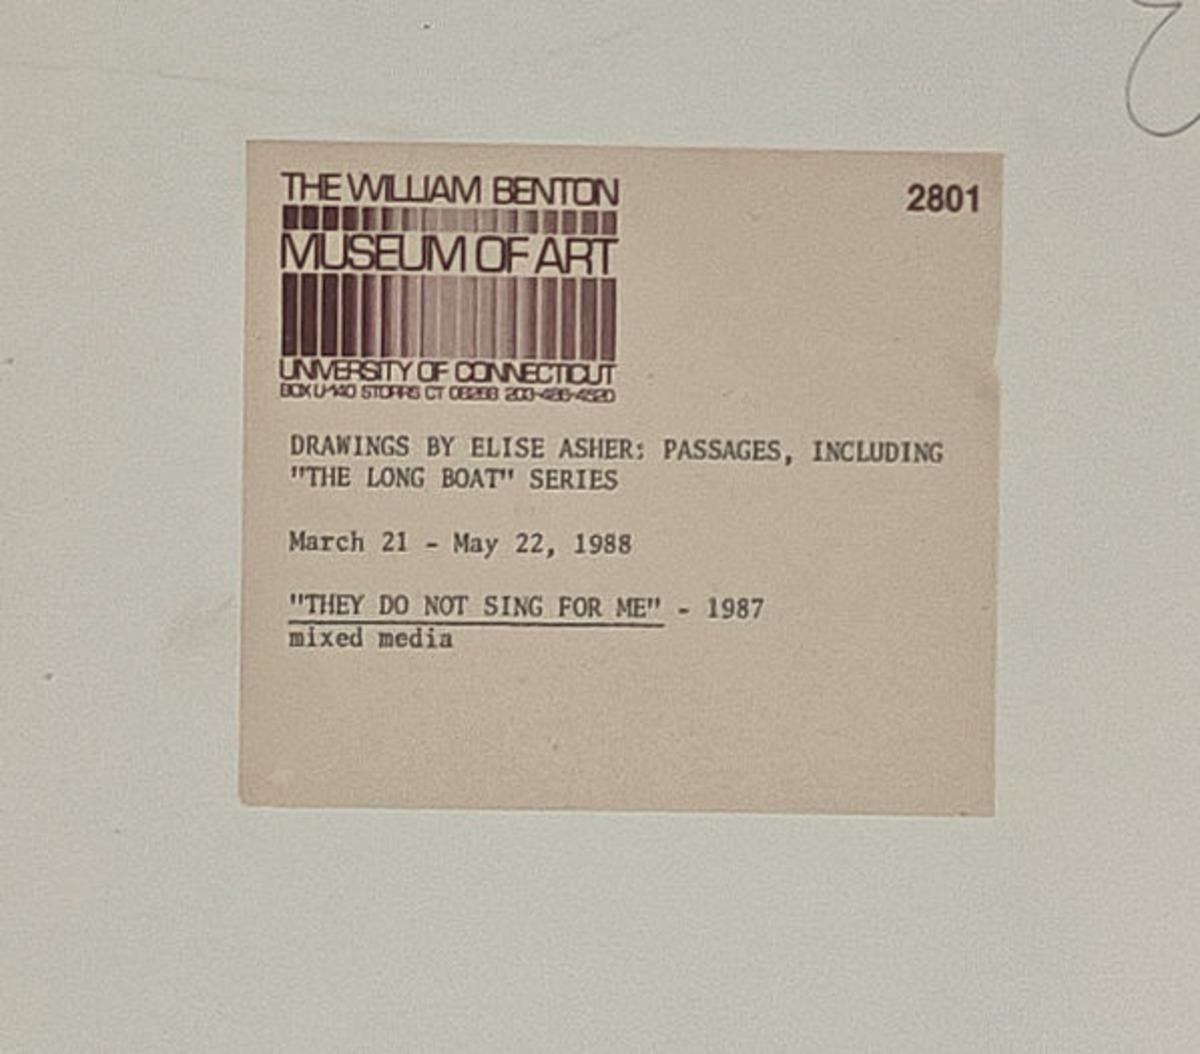 THE WILLIAM BENTON
MUSEUM OF ART
UNIVERSITY OF CONNECTICUT
BOX U-140 STORRS CT 06268 203-486-4520
2801
DRAWINGS BY ELISE ASHER: PASSAGES, INCLUDING
"THE LONG BOAT" SERIES
March 21 - May 22, 1988
"THEY DO NOT SING FOR ME" - 1987
mixed media